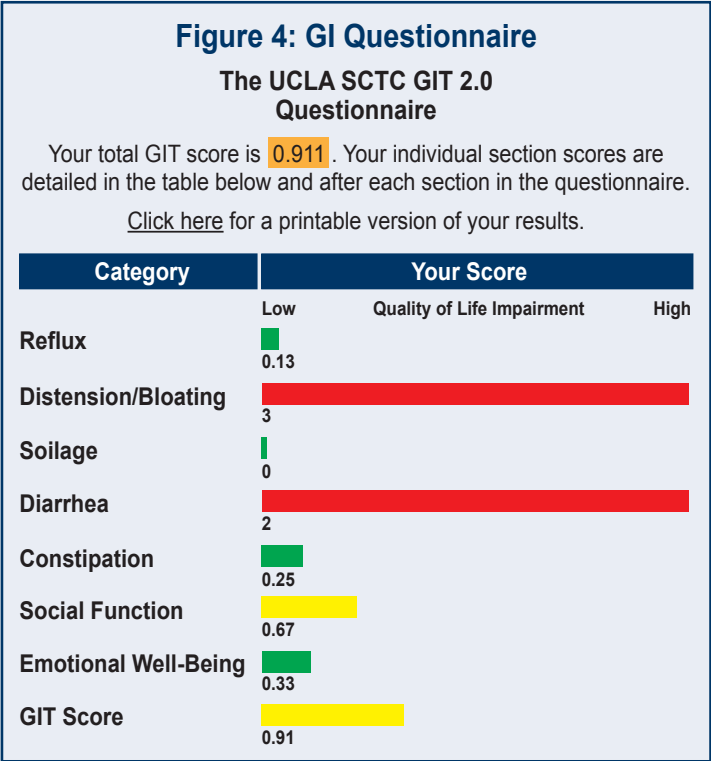 Figure 4: GI Questionnaire
The UCLA SCTC GIT 2.0
Questionnaire
Your total GIT score is 0.911 . Your individual section scores are
detailed in the table below and after each section in the questionnaire.
Click here for a printable version of your results.
Category Your Score
Low Quality of Life Impairment High
Reflux
0.13
Distension/Bloating
3
Soilage
0
Diarrhea
2
Constipation
0.25
Social Function
0.67
Emotional Well-Being
0.33
GIT Score
0.91